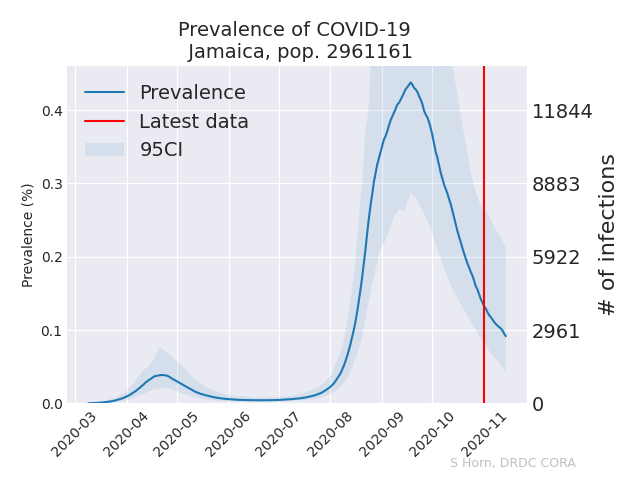 Prevalence of COVID-19
Jamaica, pop. 2961161
Prevalence
Latest data
95CI
Prevalence (%)
0.4
0.3
0.2
0.1
0.0
11844
8883
5922
2961
0
# of infections
2020-03
2020-04
2020-05
2020-06
2020-07
2020-08
2020-09
2020-10
2020-11
S Horn, DRDC CORA